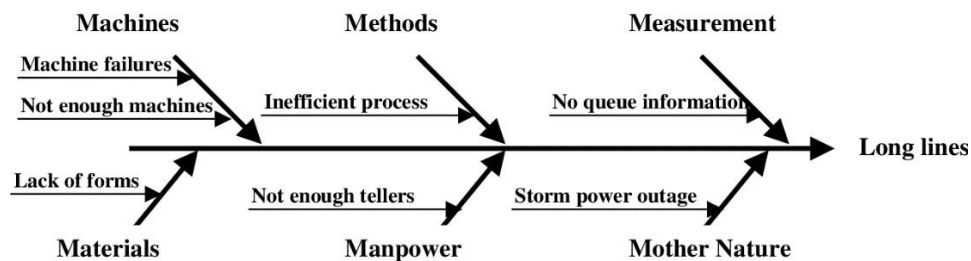 Machines
Methods
Measurement
Machine failures
Not enough machines
Inefficient process
No queue information
Long lines
Lack of forms
Not enough tellers
Storm power outage
Materials
Manpower
Mother Nature